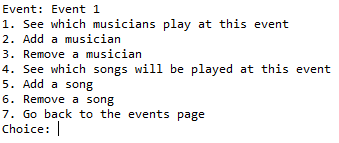 Event: Event 1
1. See which musicians play at this event
2. Add a musician
3. Remove a musician
4. See which songs will be played at this event
5. Add a song
6. Remove a song
7. Go back to the events page
Choice: